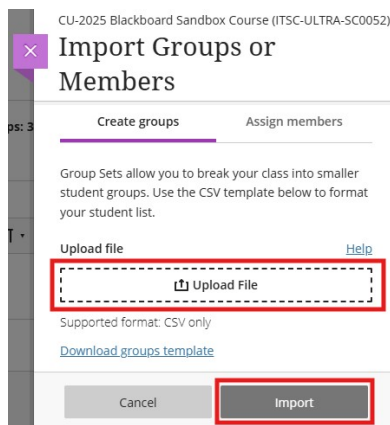 CU-2025 Blackboard Sandbox Course (ITSC-ULTRA-SC0052)
Import Groups or
Members
ps: 3
Create groups Assign members
Group Sets allow you to break your class into smaller
student groups. Use the CSV template below to format
your student list.
Upload file Help
Upload File
Supported format: CSV only
Download groups template
Cancel Import